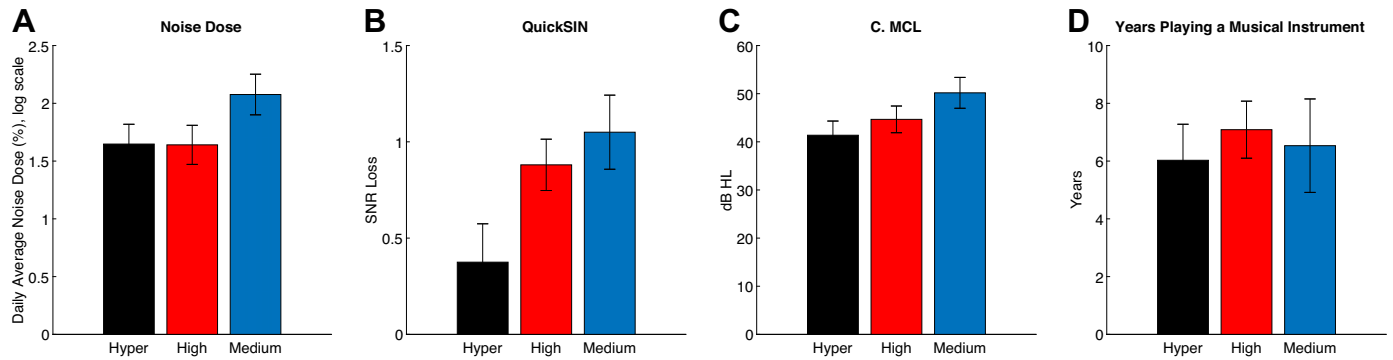 A
Noise Dose
Daily Average Noise Dose (%), log scale
2.5
2
1.5
1
0.5
0
Hyper High Medium
B
QuickSIN
SNR Loss
1.5
1
0.5
0
Hyper High Medium
C
C. MCL
dB HL
60
50
40
30
20
10
0
Hyper High Medium
D
Years Playing a Musical Instrument
Years
10
8
6
4
2
0
Hyper High Medium